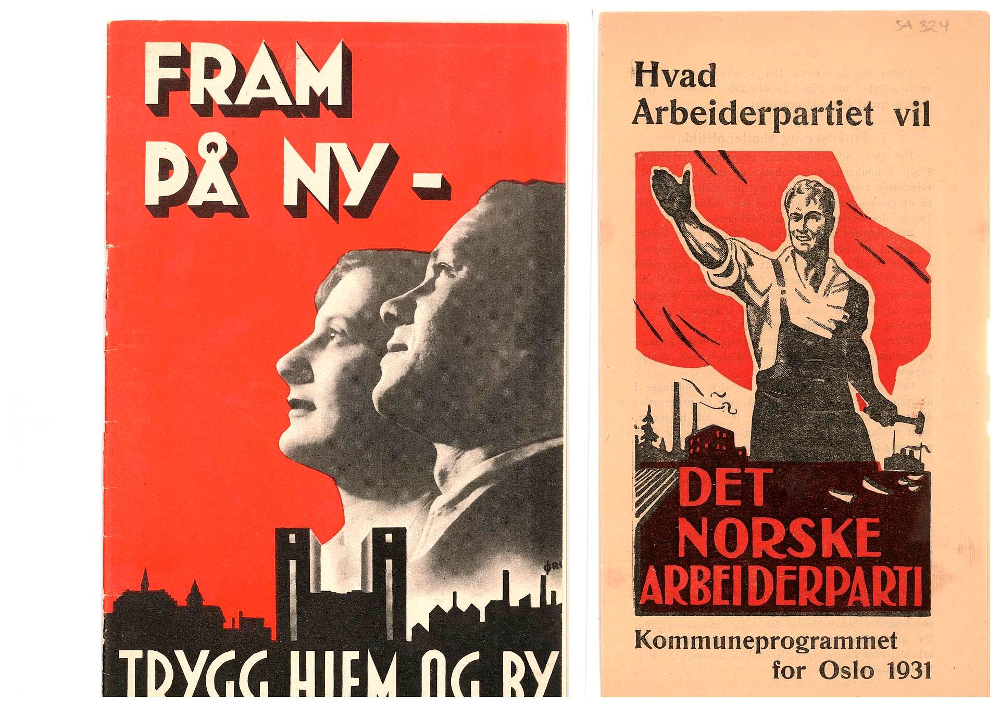 FRAM
PÅ NY -
TRYGG HJEM OG BY
SA 324
Hvad
Arbeiderpartiet vil
DET
NORSKE
ARBEIDERPARTI
Kommuneprogrammet
for Oslo 1931